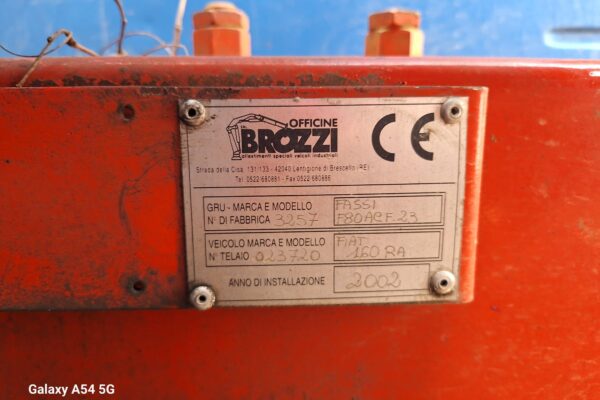 OFFICINE
BROZZI
allestimenti speciali veicoli industriali
CE
Strada della Cisa, 131/133 - 42040 Lentigione di Brescello (RE)
Tel. 0522/680881 - Fax 0522/680886
GRU - MARCA E MODELLO FASSI
N° DI FABBRICA 3257 F80ACF.23
VEICOLO MARCA E MODELLO FIAT
N° TELAIO 023720 160 RA
ANNO DI INSTALLAZIONE 2002
Galaxy A54 5G